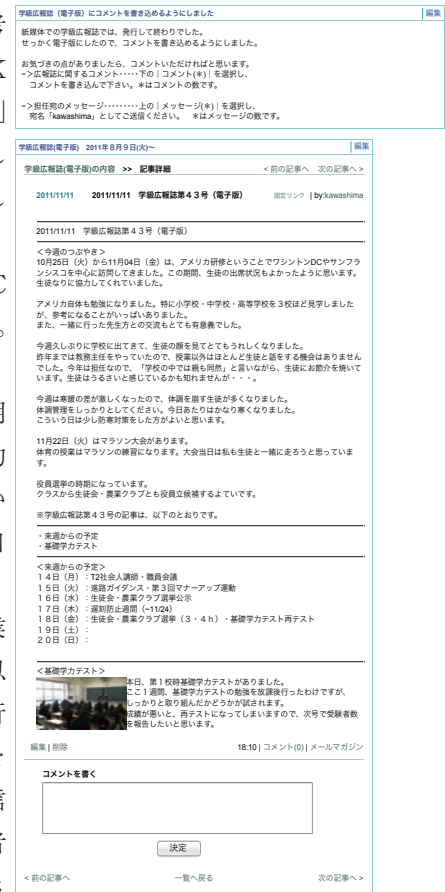 学級広報誌（電子版）にコメントを書き込めるようにしました
編集
紙媒体での学級広報誌では、発行して終わりでした。
せっかく電子版にしたので、コメントを書き込めるようにしました。
お気づきの点がありましたら、コメントいただければと思います。
−＞広報誌に関するコメント‥‥‥下の｜コメント(＊)｜を選択し、
コメントを書き込んで下さい。＊はコメントの数です。
−＞担任宛のメッセージ‥‥‥‥‥上の｜メッセージ(＊)｜を選択し、
宛名「kawashima」としてご送信ください。　＊はメッセージの数です。
学級広報誌(電子版)　2011年８月９日(火)〜
編集
学級広報誌(電子版)の内容　>>　記事詳細
< 前の記事へ　次の記事へ >
2011/11/11　2011/11/11　学級広報誌第４３号（電子版）
固定リンク | by:kawashima
2011/11/11　学級広報誌第４３号（電子版）
＜今週のつぶやき＞
10月25日（火）から11月04日（金）は、アメリカ研修ということでワシントンDCやサンフラ
ンシスコを中心に訪問してきました。この期間、生徒の出席状況もよかったように思います。
生徒なりに協力してくれていました。
アメリカ自体も勉強になりました。特に小学校・中学校・高等学校を３校ほど見学しました
が、参考になることがいっぱいありました。
また、一緒に行った先生方との交流もとても有意義でした。
今週久しぶりに学校に出てきて、生徒の顔を見てとてもうれしくなりました。
昨年までは教務主任をやっていたので、授業以外はほとんど生徒と話をする機会はありません
でした。今年は担任なので、「学校の中では親も同然」と言いながら、生徒にお節介を焼いて
います。生徒はうるさいと感じているかも知れませんが・・・。
今週は寒暖の差が激しくなったので、体調を崩す生徒が多くなりました。
体調管理をしっかりとしてください。今日あたりはかなり寒くなりました。
こういう日は少し防寒対策をした方がよいと思います。
11月22日（火）はマラソン大会があります。
体育の授業はマラソンの練習になります。大会当日は私も生徒と一緒に走ろうと思っていま
す。
役員選挙の時期になっています。
クラスから生徒会・農業クラブとも役員立候補するよていです。
※学級広報誌第４３号の記事は、以下のとおりです。
・来週からの予定
・基礎学力テスト
＜来週からの予定＞
１４日（月）：T2社会人講師・職員会議
１５日（火）：進路ガイダンス・第３回マナーアップ運動
１６日（水）：生徒会・農業クラブ選挙公示
１７日（木）：遅刻防止週間（~11/24）
１８日（金）：生徒会・農業クラブ選挙（３・４ｈ）・基礎学力テスト再テスト
１９日（土）：
２０日（日）：
＜基礎学力テスト＞
本日、第１校時基礎学力テストがありました。
ここ１週間、基礎学力テストの勉強を放課後行ったわけですが、
しっかりと取り組んだかどうかが試されます。
成績が悪いと、再テストになってしまいますので、次号で受験者数
を報告したいと思います。
編集 | 削除
18:10 | コメント(0) | メールマガジン
コメントを書く
決定
< 前の記事へ
一覧へ戻る
次の記事へ >